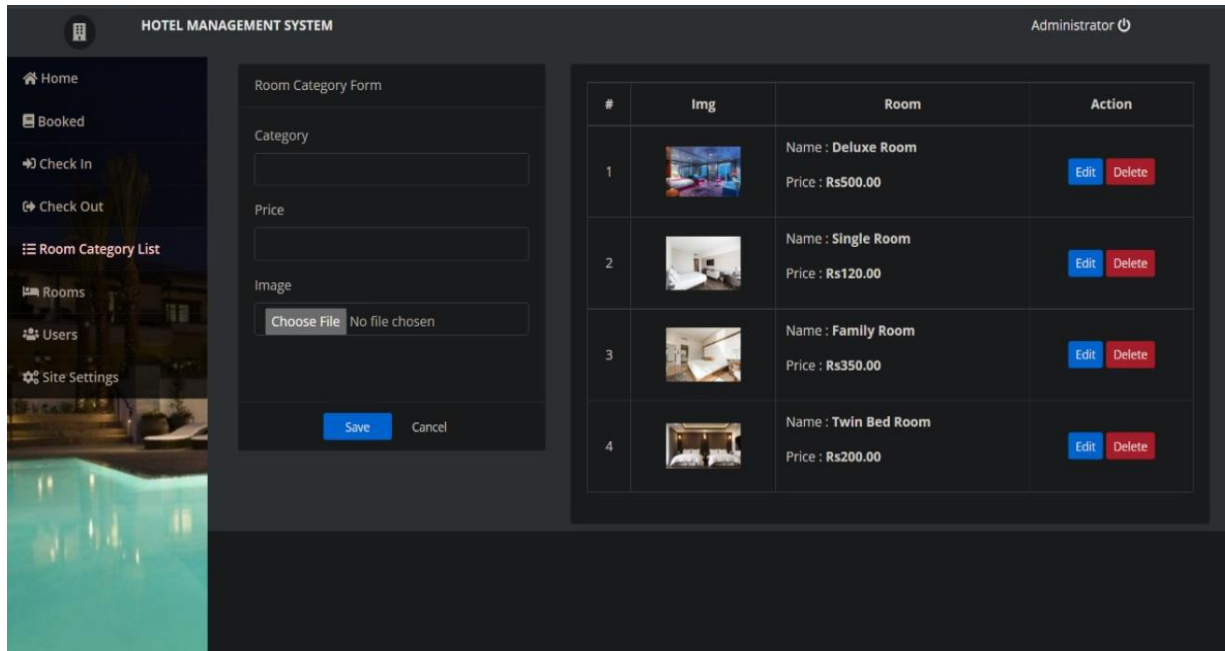 HOTEL MANAGEMENT SYSTEM
Administrator
Home
Booked
Check In
Check Out
Room Category List
Rooms
Users
Site Settings
Room Category Form
Category
Price
Image
Choose File No file chosen
Save Cancel
# Img Room Action
1 Name : Deluxe Room
Price : Rs500.00
Edit Delete
2 Name : Single Room
Price : Rs120.00
Edit Delete
3 Name : Family Room
Price : Rs350.00
Edit Delete
4 Name : Twin Bed Room
Price : Rs200.00
Edit Delete